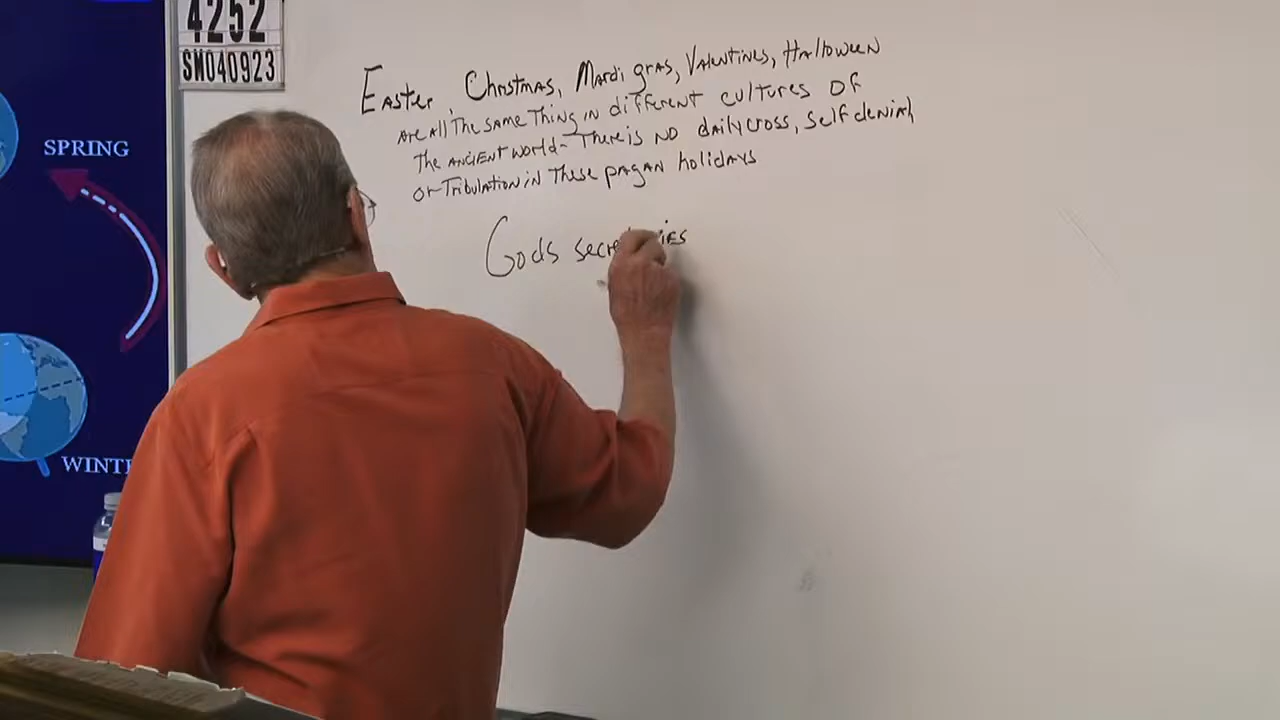 4252
SM040923
SPRING
WINT
Easter, Christmas, Mardi gras, Valentines, Halloween
are all the same thing in different cultures of
the ancient world- There is no daily cross, self denial,
or Tribulation in these pagan holidays
Gods